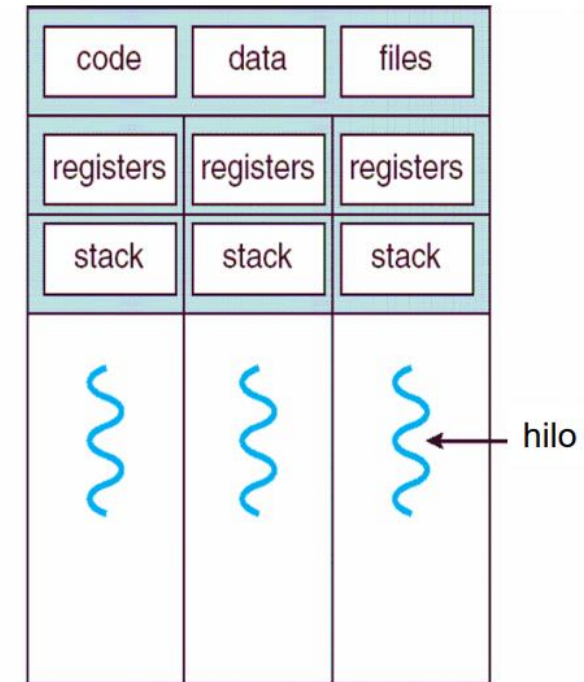 code data files
registers registers registers
stack stack stack
hilo